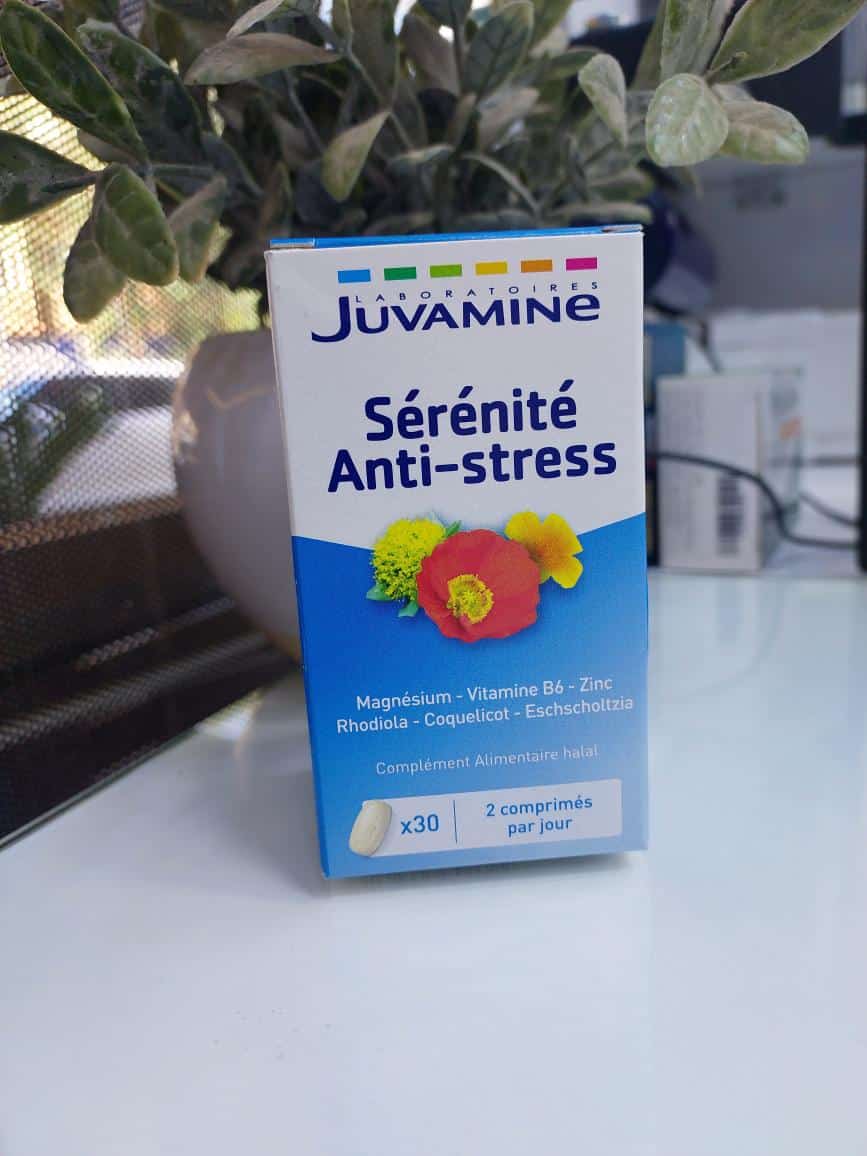 LABORATOIRES
JUVAMINE
Sérénité
Anti-stress
Magnésium - Vitamine B6 - Zinc
Rhodiola - Coquelicot - Eschscholtzia
Complément Alimentaire halal
x30
2 comprimés
par jour